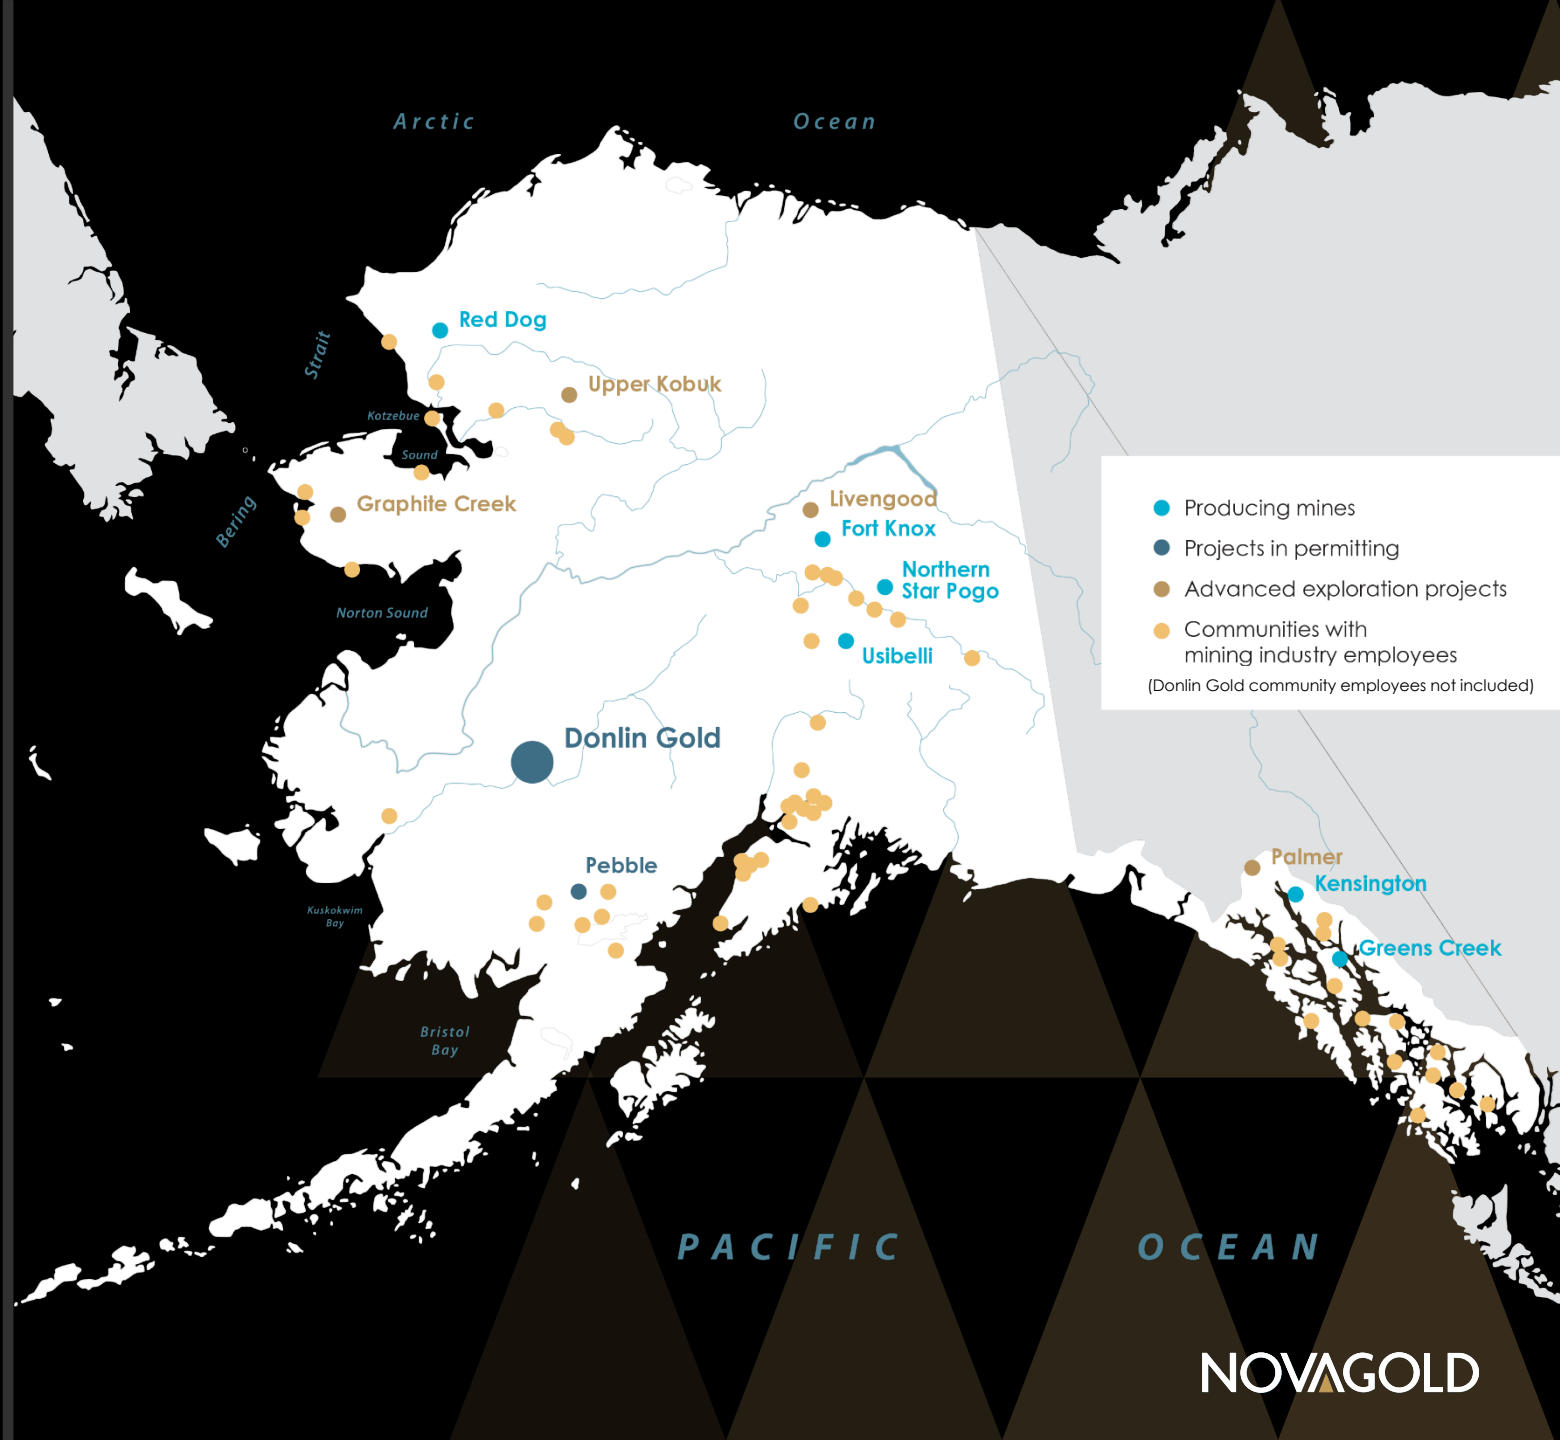 Arctic Ocean
Strait
Red Dog
Upper Kobuk
Kotzebue
Sound
Bering
Graphite Creek
Livengood
Fort Knox
Northern
Star Pogo
Usibelli
Norton Sound
Producing mines
Projects in permitting
Advanced exploration projects
Communities with
mining industry employees
(Donlin Gold community employees not included)
Donlin Gold
Pebble
Palmer
Kensington
Greens Creek
Kuskokwim
Bay
Bristol
Bay
PACIFIC OCEAN
NOVAGOLD